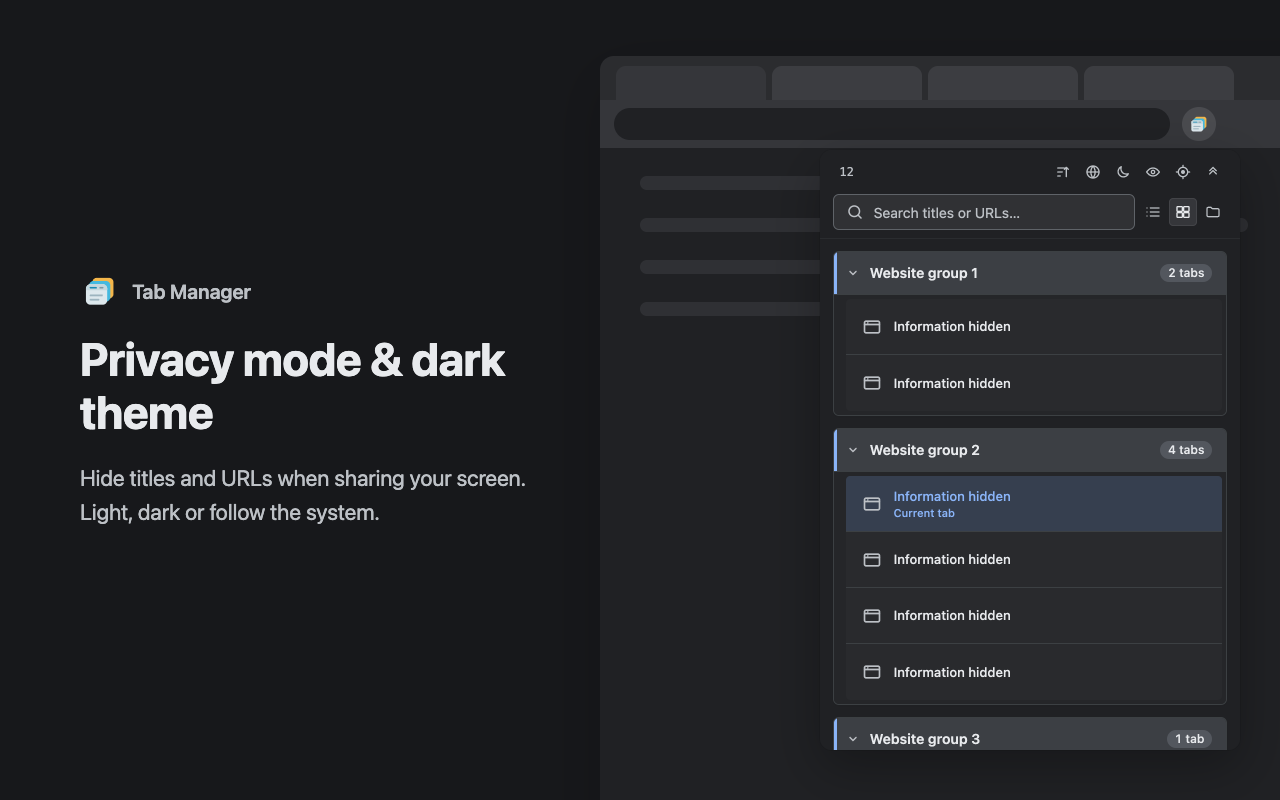 Tab Manager
Privacy mode & dark
theme
Hide titles and URLs when sharing your screen.
Light, dark or follow the system.
12
Search titles or URLs...
Website group 1
2 tabs
Information hidden
Information hidden
Website group 2
4 tabs
Information hidden
Current tab
Information hidden
Information hidden
Information hidden
Website group 3
1 tab